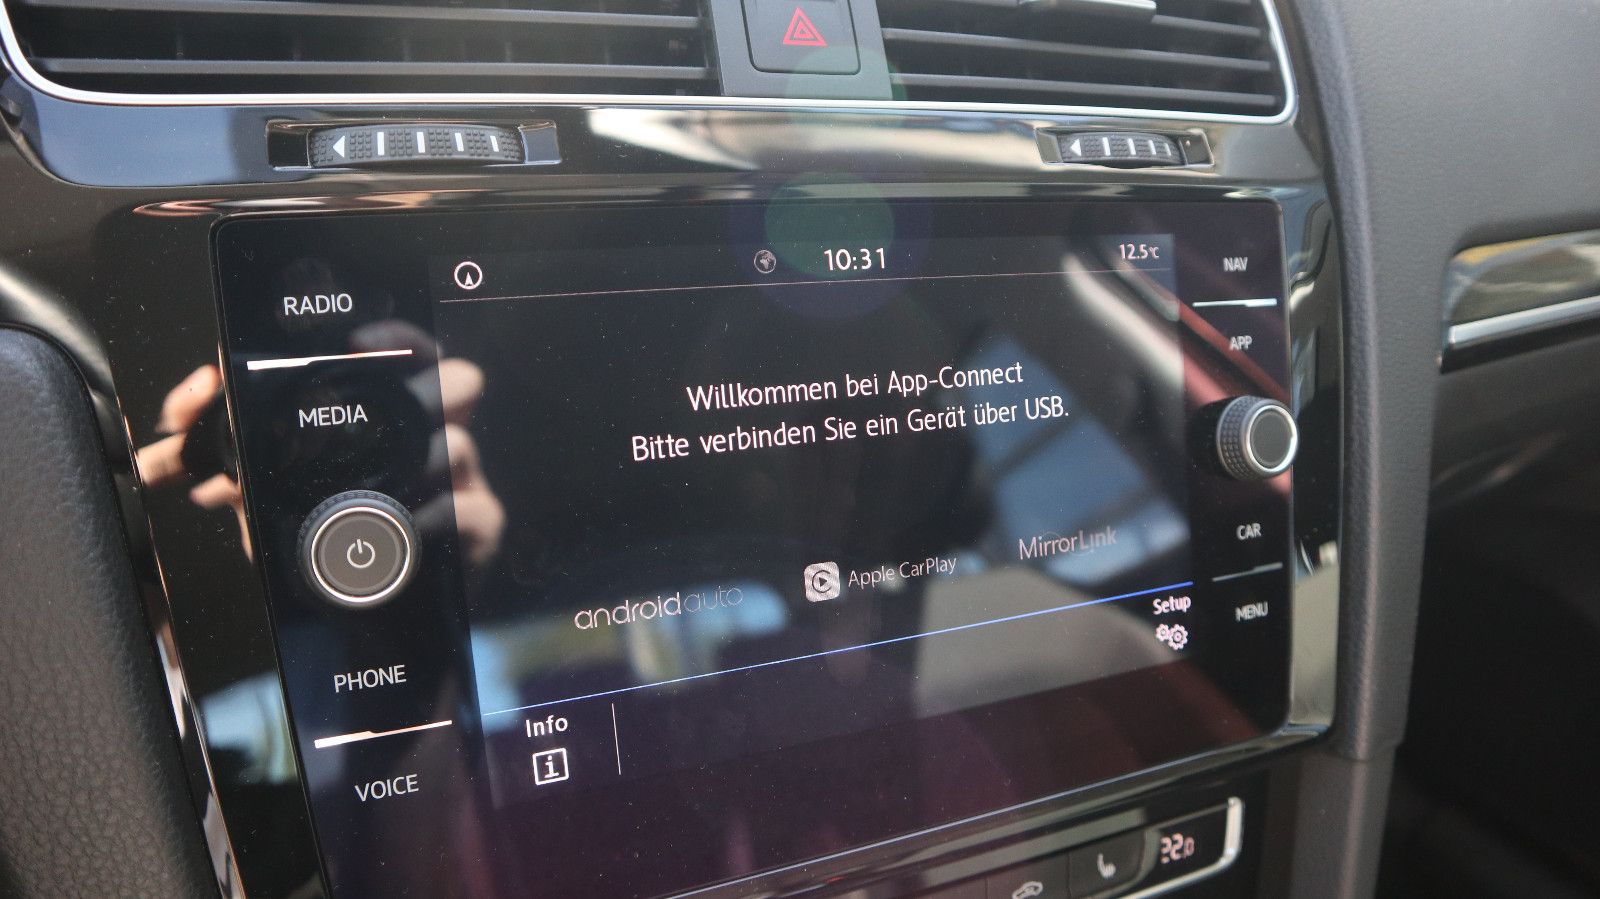 10:31
12.5°C
RADIO
MEDIA
PHONE
VOICE
Willkommen bei App-Connect
Bitte verbinden Sie ein Gerät über USB.
androidauto
Apple CarPlay
MirrorLink
Setup
Info
i
NAV
APP
CAR
MENU
22.0